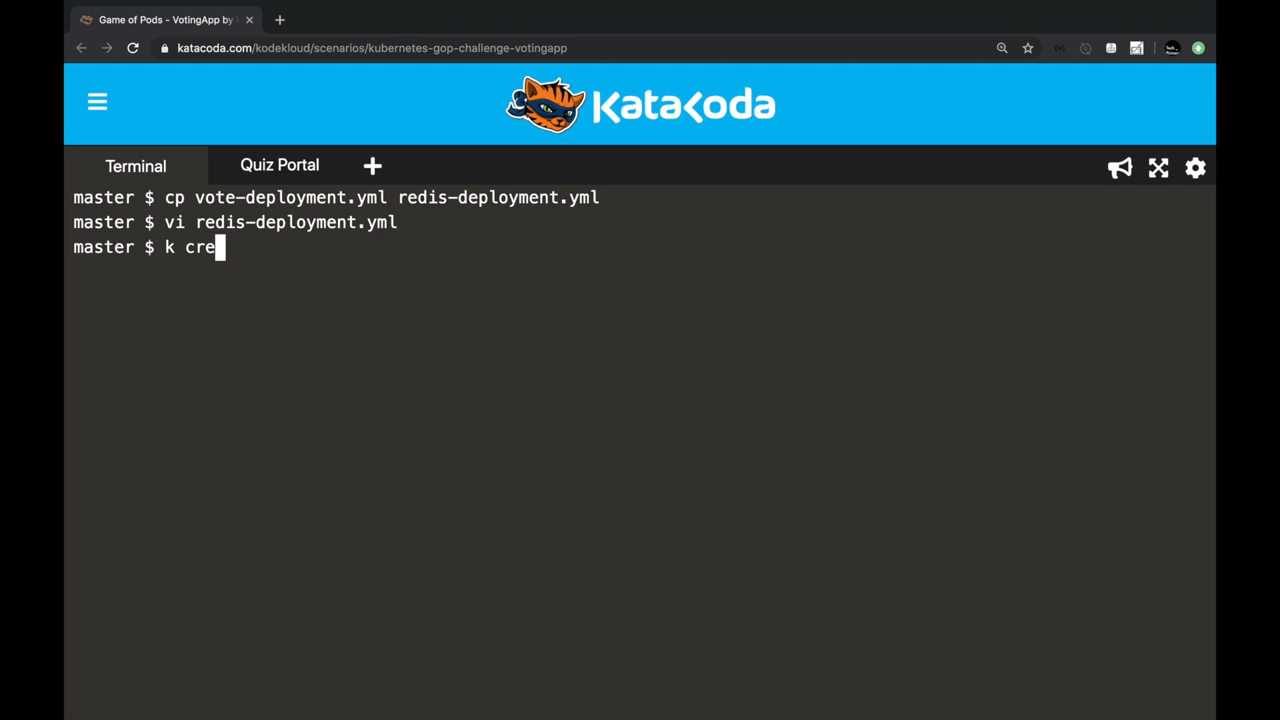 Game of Pods - VotingApp by
katacoda.com/kodekloud/scenarios/kubernetes-gop-challenge-votingapp
KataKoda
Terminal
Quiz Portal
master $ cp vote-deployment.yml redis-deployment.yml
master $ vi redis-deployment.yml
master $ k cre